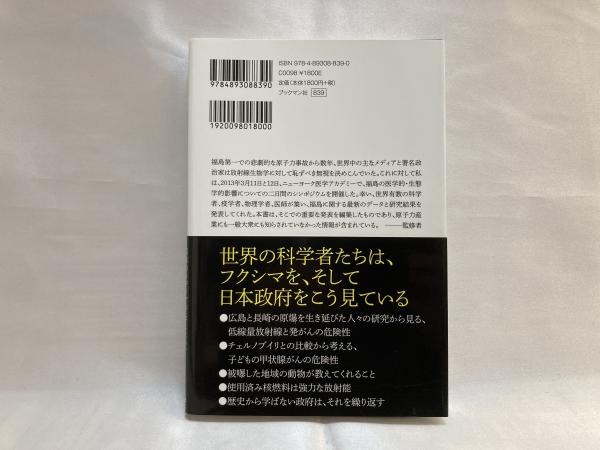 ISBN 978-4-89308-839-0
C0098 ¥1800E
定価(本体1800円+税)
ブックマン社 839
9784893088390
1920098018000
福島第一での悲劇的な原子力事故から数年、世界中の主なメディアと著名政
治家は放射線生物学に対して恥ずべき無視を決めこんでいた。これに対して私
は、2013年3月11日と12日、ニューヨーク医学アカデミーで、福島の医学的・生態
学的影響についての二日間のシンポジウムを開催した。幸い、世界有数の科学
者、疫学者、物理学者、医師が集い、福島に関する最新のデータと研究結果を
発表してくれた。本書は、そこでの重要な発表を編集したものであり、原子力産
業にも一般大衆にも知らされていなかった情報が含まれている。 ――監修者
世界の科学者たちは、
フクシマを、そして
日本政府をこう見ている
●広島と長崎の原爆を生き延びた人々の研究から見る、
低線量放射線と発がんの危険性
●チェルノブイリとの比較から考える、
子どもの甲状腺がんの危険性
●被曝した地域の動物が教えてくれること
●使用済み核燃料は強力な放射能
●歴史から学ばない政府は、それを繰り返す